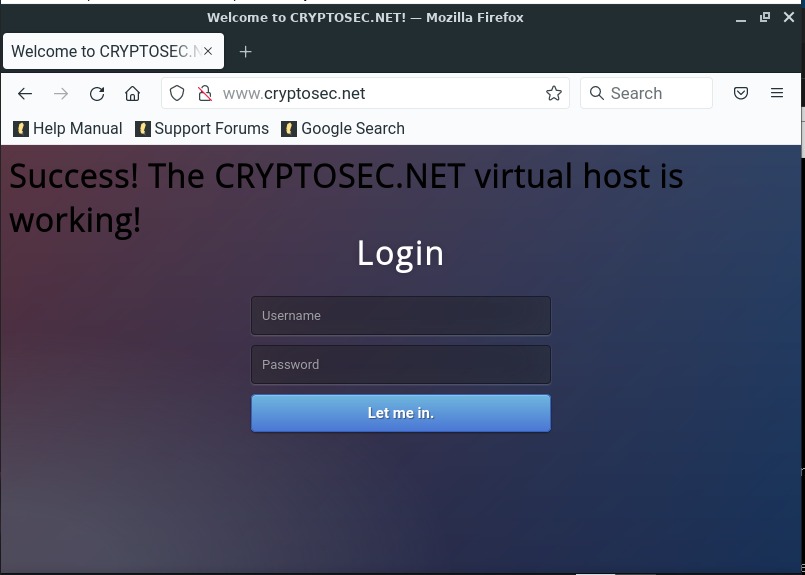 Welcome to CRYPTOSEC.NET! — Mozilla Firefox
Welcome to CRYPTOSEC.N
www.cryptosec.net
Search
Help Manual
Support Forums
Google Search
Success! The CRYPTOSEC.NET virtual host is
working!
Login
Username
Password
Let me in.